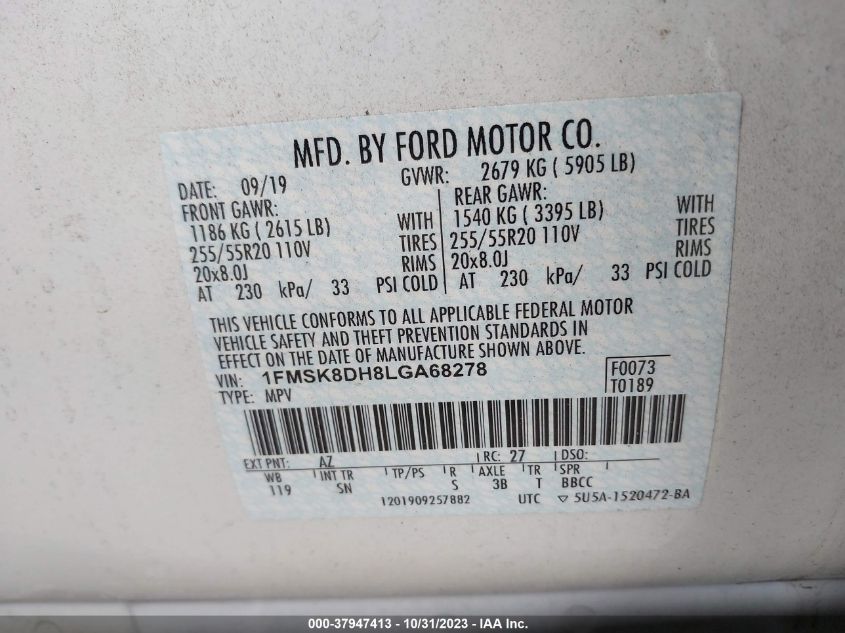 MFD. BY FORD MOTOR CO.
DATE: 09/19 GVWR: 2679 KG ( 5905 LB)
FRONT GAWR: REAR GAWR:
1186 KG ( 2615 LB) WITH 1540 KG ( 3395 LB) WITH
255/55R20 110V TIRES 255/55R20 110V TIRES
20x8.0J RIMS 20x8.0J RIMS
AT 230 kPa/ 33 PSI COLD AT 230 kPa/ 33 PSI COLD
THIS VEHICLE CONFORMS TO ALL APPLICABLE FEDERAL MOTOR
VEHICLE SAFETY AND THEFT PREVENTION STANDARDS IN
EFFECT ON THE DATE OF MANUFACTURE SHOWN ABOVE.
VIN: 1FMSK8DH8LGA68278 F0073
TYPE: MPV T0189
EXT PNT: AZ RC: 27 DSO:
WB INT TR TP/PS R AXLE TR SPR
119 SN S 3B T BBCC
1201909257882 UTC ▽ 5U5A-1520472-BA
000-37947413 - 10/31/2023 - IAA Inc.